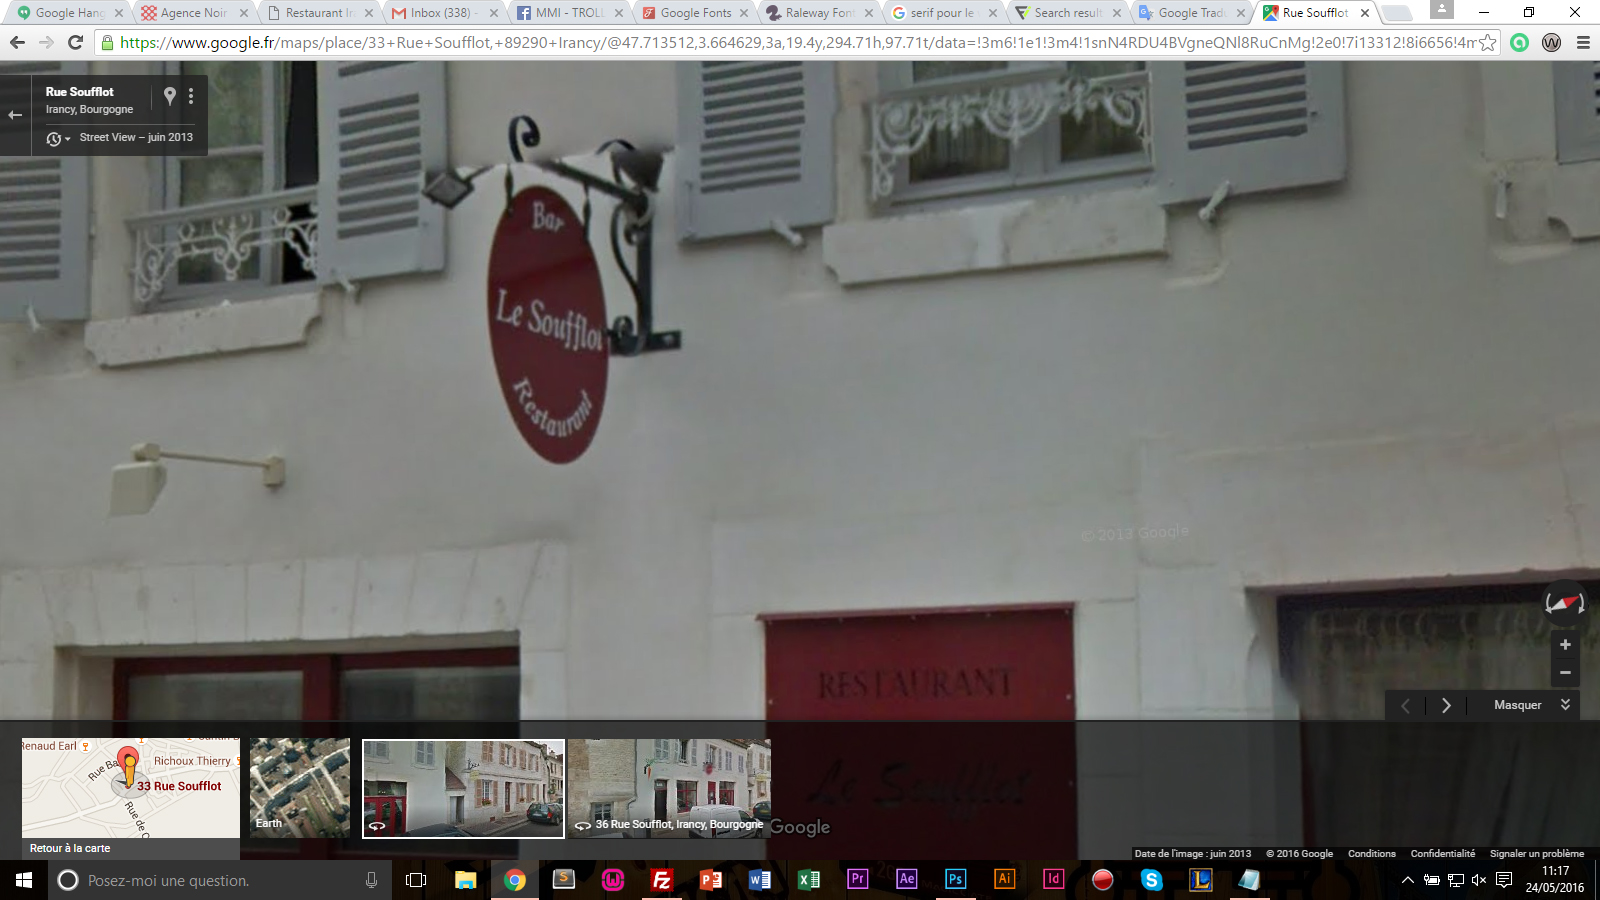 Google Hang
Agence Noir
Restaurant In
Inbox (338) -
MMI - TROLL
Google Fonts
Raleway Font
serif pour le
Search result
Google Trad
Rue Soufflot
https://www.google.fr/maps/place/33+Rue+Soufflot,+89290+Irancy/@47.713512,3.664629,3a,19.4y,294.71h,97.71t/data=!3m6!1e1!3m4!1snN4RDU4BVgneQNl8RuCnMg!2e0!7i13312!8i6656!4m
Rue Soufflot
Irancy, Bourgogne
Street View – juin 2013
Bar
Le Soufflot
Restaurant
© 2013 Google
RESTAURANT
Le Soufflot
Masquer
Renaud Earl
Richoux Thierry
Rue Ba
33 Rue Soufflot
Rue de C
Retour à la carte
Earth
36 Rue Soufflot, Irancy, Bourgogne
Google
Date de l'image : juin 2013
© 2016 Google
Conditions
Confidentialité
Signaler un problème
Posez-moi une question.
11:17
24/05/2016